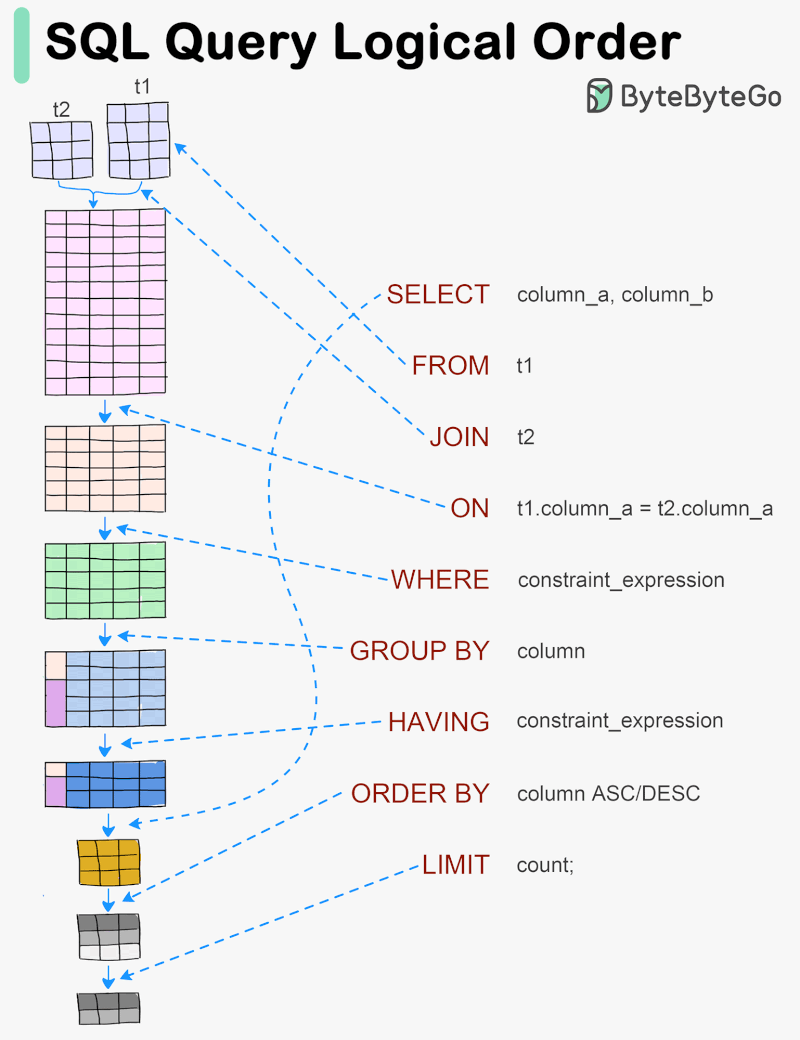 SQL Query Logical Order
ByteByteGo
t1
t2
SELECT column_a, column_b
FROM t1
JOIN t2
ON t1.column_a = t2.column_a
WHERE constraint_expression
GROUP BY column
HAVING constraint_expression
ORDER BY column ASC/DESC
LIMIT count;